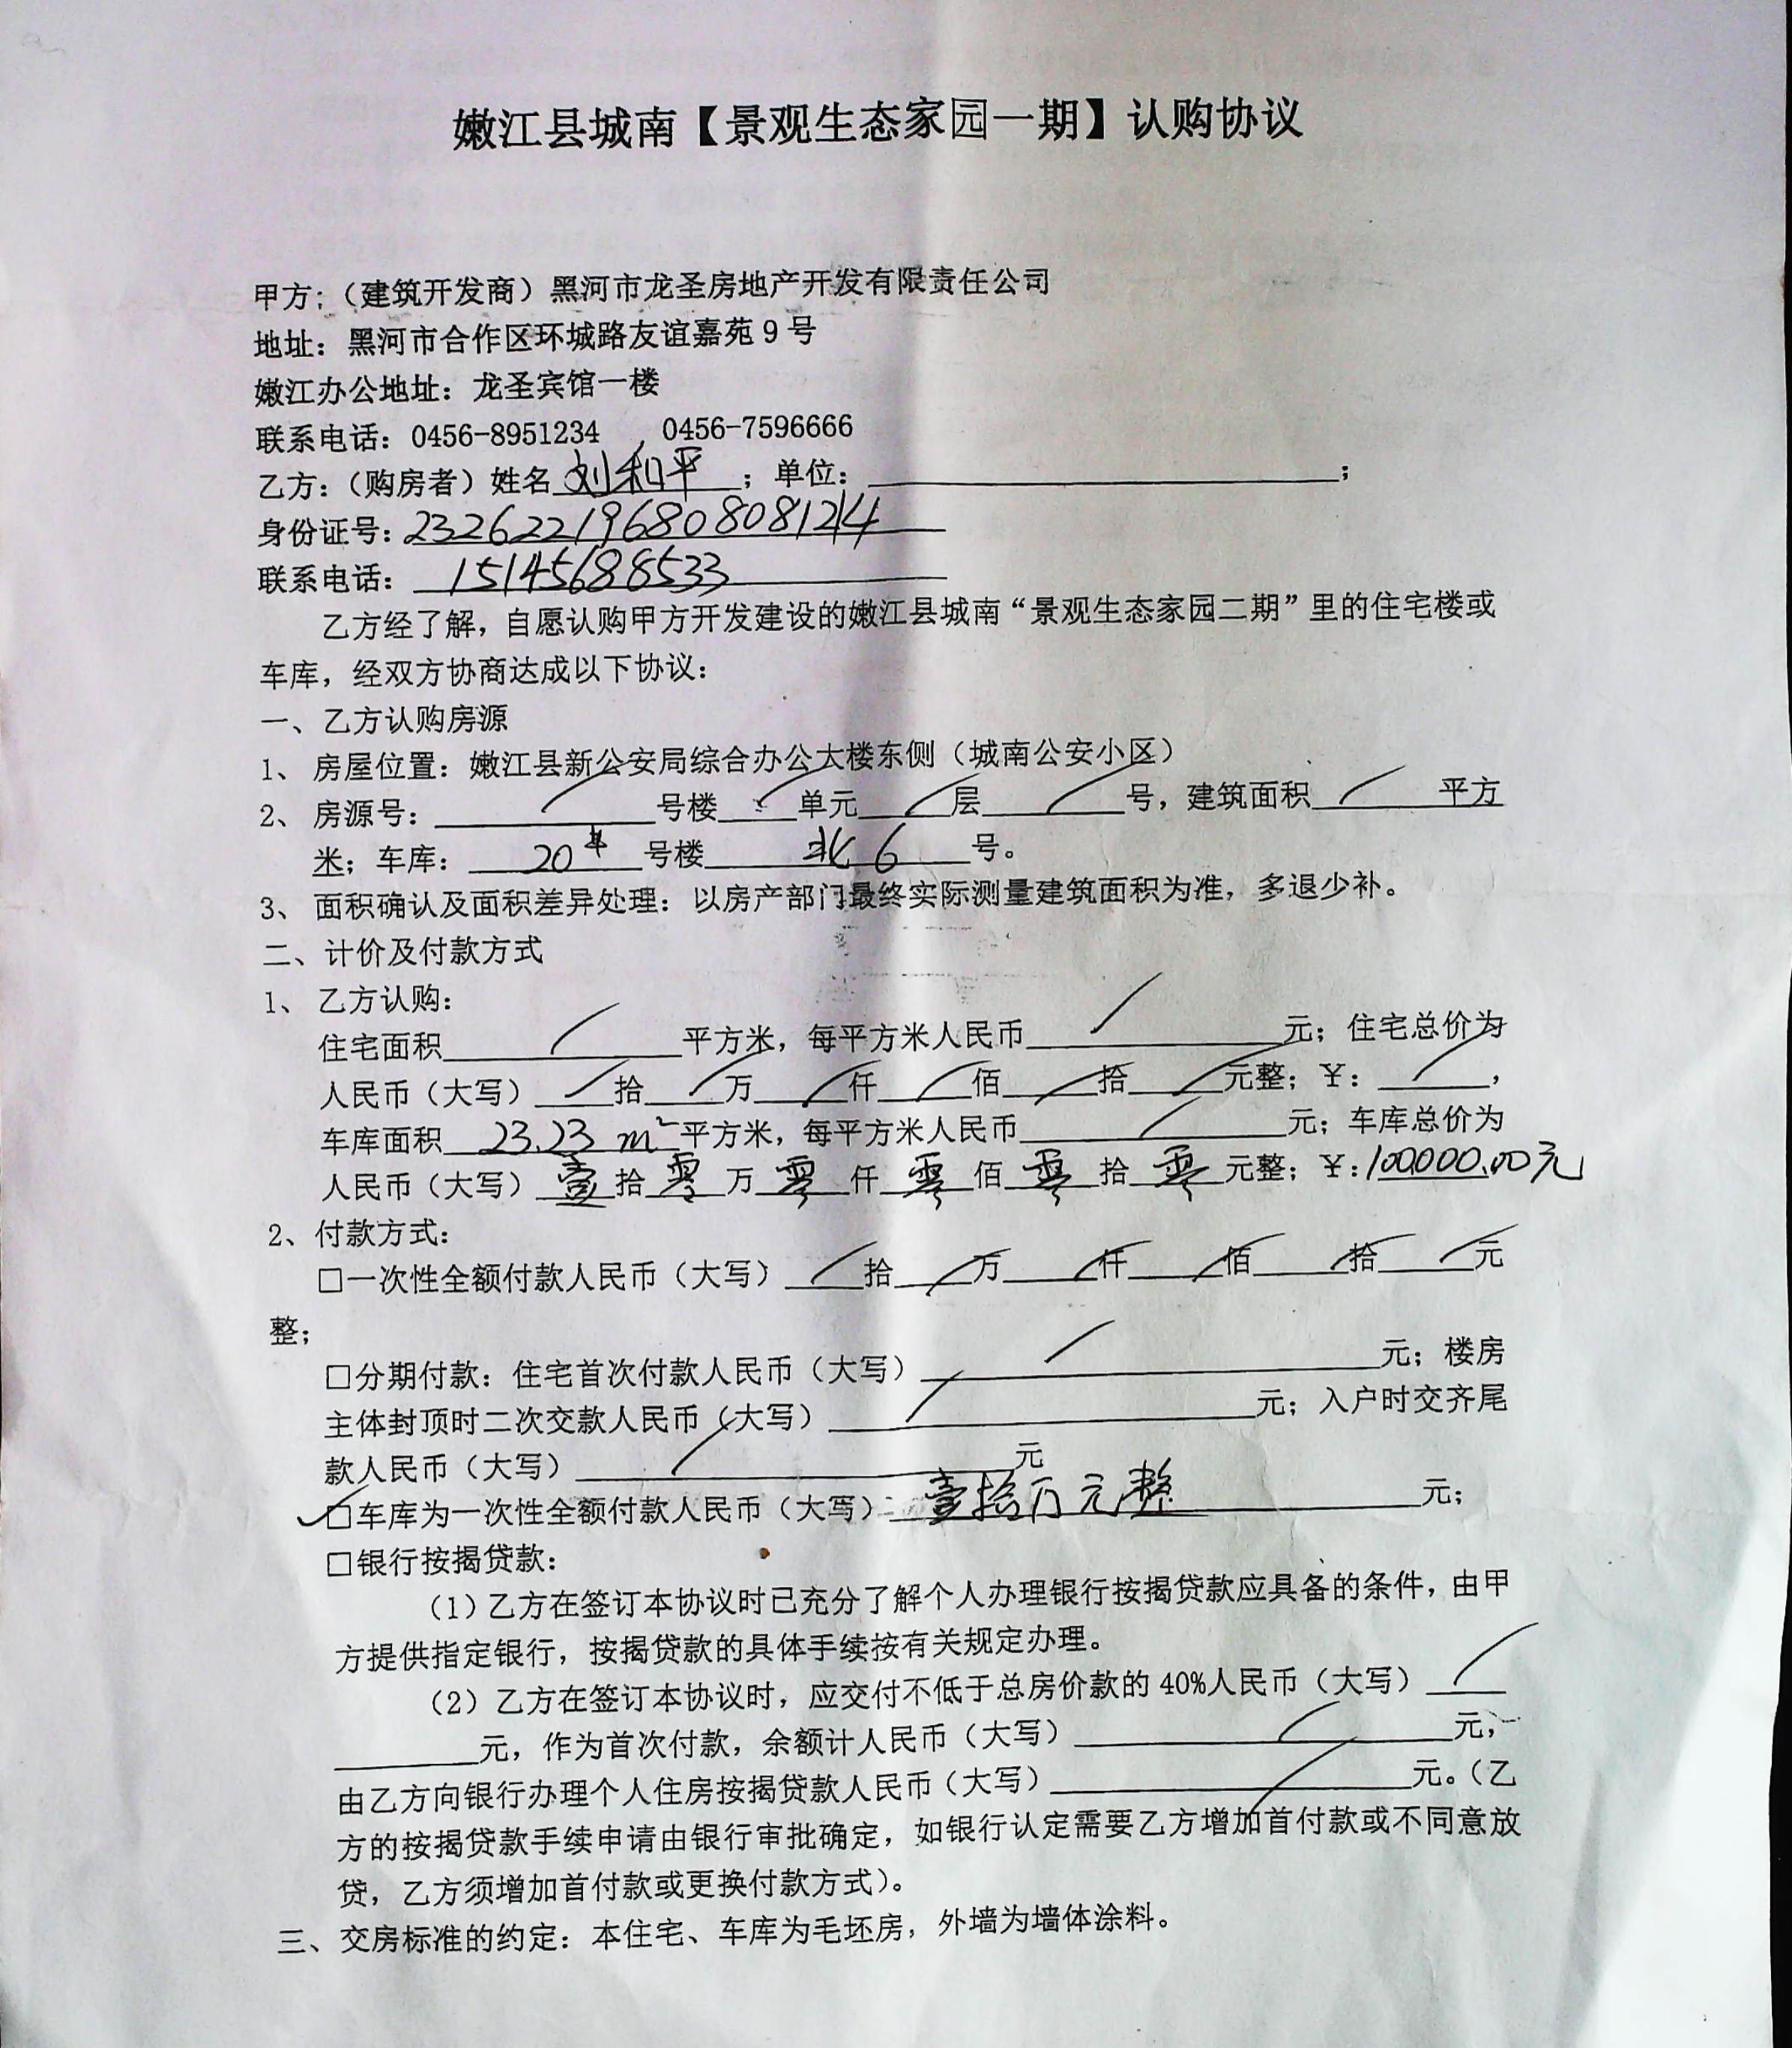 嫩江县城南【景观生态家园一期】认购协议
甲方:（建筑开发商）黑河市龙圣房地产开发有限责任公司
地址：黑河市合作区环城路友谊嘉苑9号
嫩江办公地址：龙圣宾馆一楼
联系电话：0456-8951234 , 0456-7596666
乙方：（购房者）姓名 刘和平 ；单位：＿＿＿＿；
身份证号：232622196808081214
联系电话：15145688533
乙方经了解，自愿认购甲方开发建设的嫩江县城南“景观生态家园二期”里的住宅楼或
车库，经双方协商达成以下协议：
一、乙方认购房源
1、房屋位置：嫩江县新公安局综合办公大楼东侧（城南公安小区）
2、房源号：／号楼／单元／层／号，建筑面积／平方
米；车库：20# 号楼 北6 号。
3、面积确认及面积差异处理：以房产部门最终实际测量建筑面积为准，多退少补。
二、计价及付款方式
1、乙方认购：
住宅面积／平方米，每平方米人民币／元；住宅总价为
人民币（大写）／拾／万／仟／佰／拾／元整；￥：／，
车库面积 23.23 m² 平方米，每平方米人民币／元；车库总价为
人民币（大写）壹拾零万零仟零佰零拾零元整；￥：100000.00元
2、付款方式：
□一次性全额付款人民币（大写）／拾／万／仟／佰／拾／元
整；
□分期付款：住宅首次付款人民币（大写）／元；楼房
主体封顶时二次交款人民币（大写）／元；入户时交齐尾
款人民币（大写）／元
✓□车库为一次性全额付款人民币（大写）壹拾万元整 元；
□银行按揭贷款：
（1）乙方在签订本协议时已充分了解个人办理银行按揭贷款应具备的条件，由甲
方提供指定银行，按揭贷款的具体手续按有关规定办理。
（2）乙方在签订本协议时，应交付不低于总房价款的40%人民币（大写）／
＿＿元，作为首次付款，余额计人民币（大写）／元，
由乙方向银行办理个人住房按揭贷款人民币（大写）／元。（乙
方的按揭贷款手续申请由银行审批确定，如银行认定需要乙方增加首付款或不同意放
贷，乙方须增加首付款或更换付款方式）。
三、交房标准的约定：本住宅、车库为毛坯房，外墙为墙体涂料。